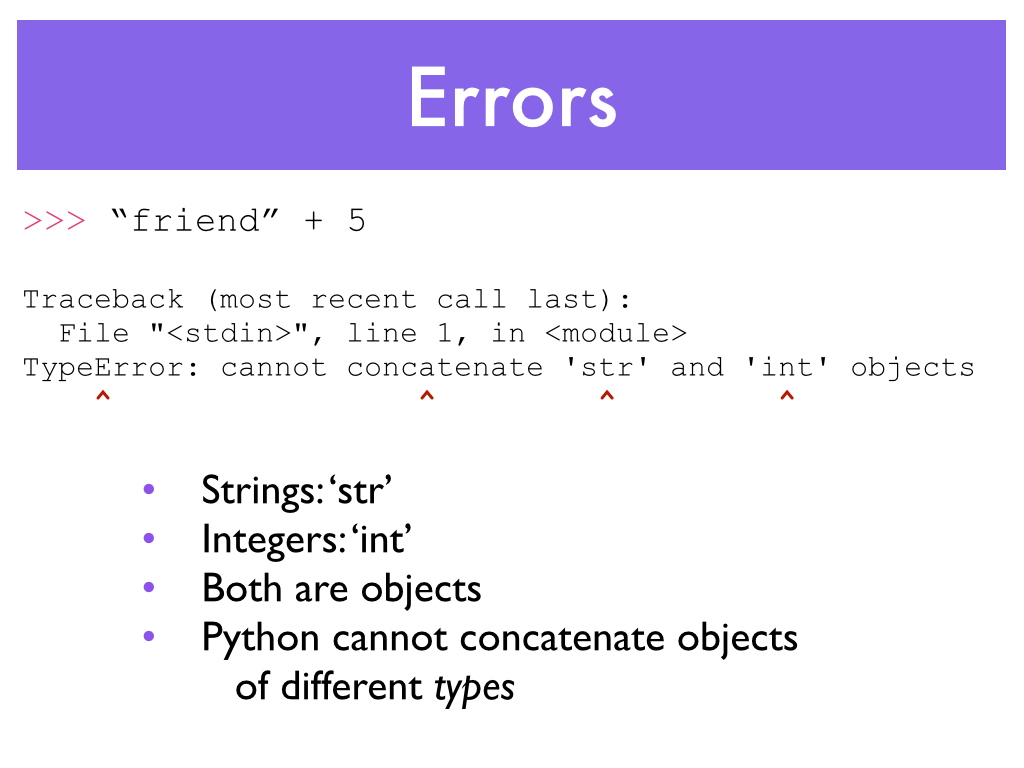 Errors
>>> “friend” + 5
Traceback (most recent call last):
  File "<stdin>", line 1, in <module>
TypeError: cannot concatenate 'str' and 'int' objects
^ ^ ^ ^
• Strings: ‘str’
• Integers: ‘int’
• Both are objects
• Python cannot concatenate objects
of different types